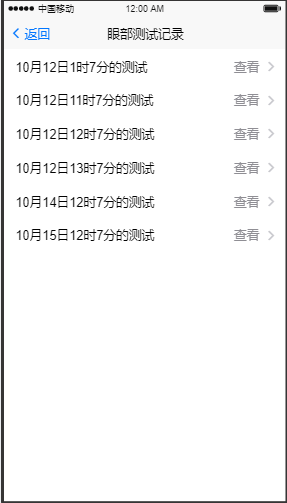 中国移动 12:00 AM
返回 眼部测试记录
10月12日1时7分的测试 查看
10月12日11时7分的测试 查看
10月12日12时7分的测试 查看
10月12日13时7分的测试 查看
10月14日12时7分的测试 查看
10月15日12时7分的测试 查看